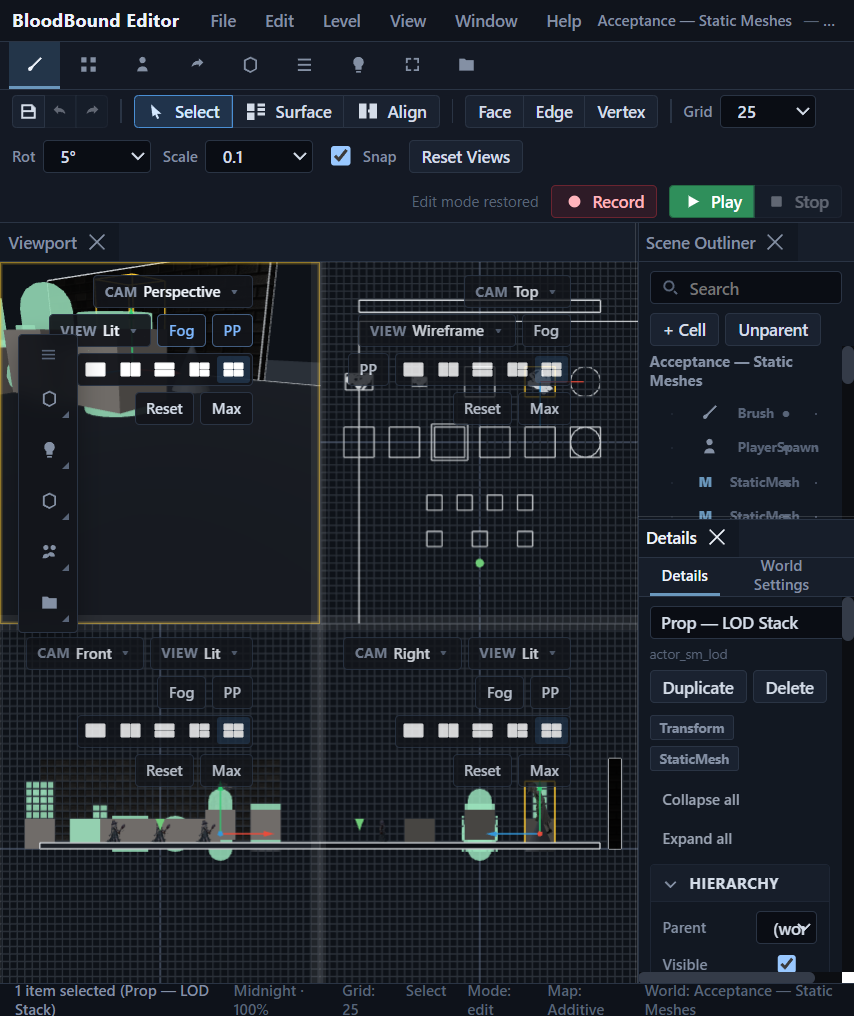 BloodBound Editor File Edit Level View Window Help Acceptance — Static Meshes — ...
Select Surface Align Face Edge Vertex Grid 25
Rot 5° Scale 0.1 Snap Reset Views
Edit mode restored Record Play Stop
Viewport
CAM Perspective
VIEW Lit Fog PP
Reset Max
CAM Top
VIEW Wireframe Fog
PP
Reset Max
CAM Front VIEW Lit
Fog PP
Reset Max
CAM Right VIEW Lit
Fog PP
Reset Max
Scene Outliner
Search
+ Cell Unparent
Acceptance — Static
Meshes
Brush
PlayerSpawn
M StaticMesh
M StaticMesh
Details
Details World
Settings
Prop — LOD Stack
actor_sm_lod
Duplicate Delete
Transform
StaticMesh
Collapse all
Expand all
HIERARCHY
Parent (wor
Visible
1 item selected (Prop — LOD
Stack)
Midnight ·
100%
Grid:
25
Select
Mode:
edit
Map:
Additive
World: Acceptance — Static
Meshes